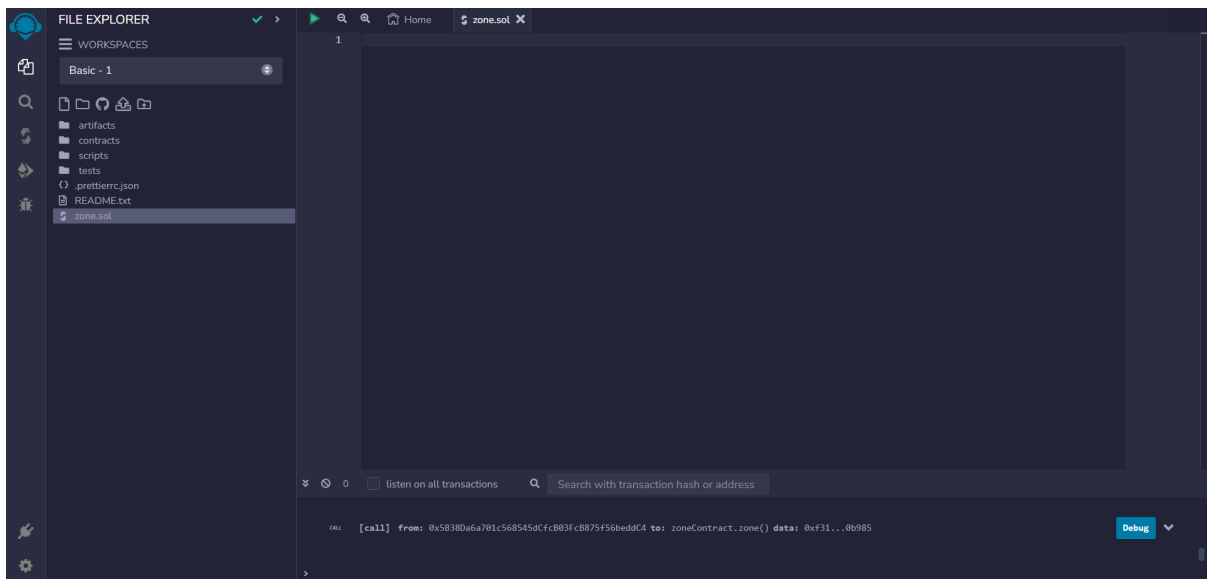 FILE EXPLORER
WORKSPACES
Basic - 1
artifacts
contracts
scripts
tests
.prettierrc.json
README.txt
zone.sol
Home
zone.sol
1
0
listen on all transactions
Search with transaction hash or address
CALL
[call] from: 0x5B38Da6a701c568545dCfcB03FcB875f56beddC4 to: zoneContract.zone() data: 0xf31...0b985
Debug
>